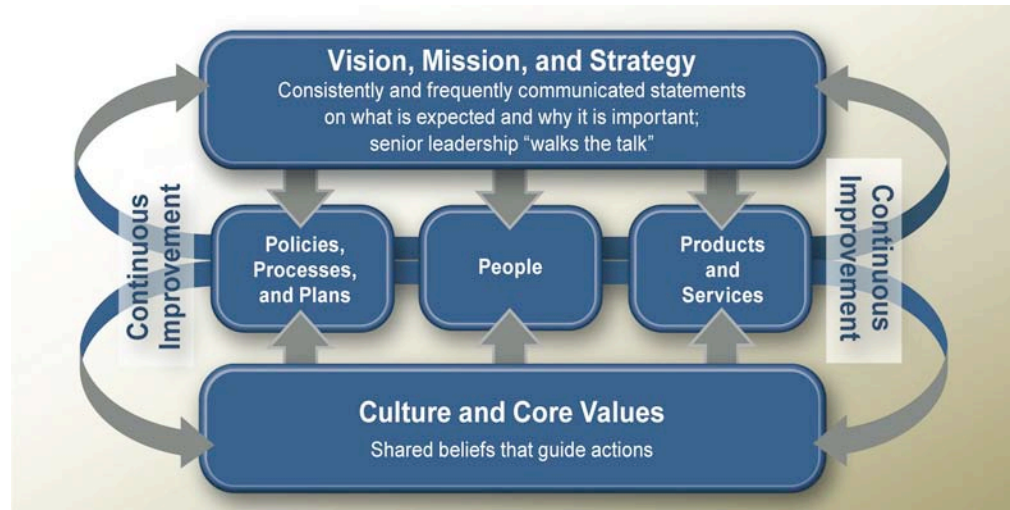 Vision, Mission, and Strategy
Consistently and frequently communicated statements
on what is expected and why it is important;
senior leadership “walks the talk”
Continuous
Improvement
Policies,
Processes,
and Plans
People
Products
and
Services
Continuous
Improvement
Culture and Core Values
Shared beliefs that guide actions